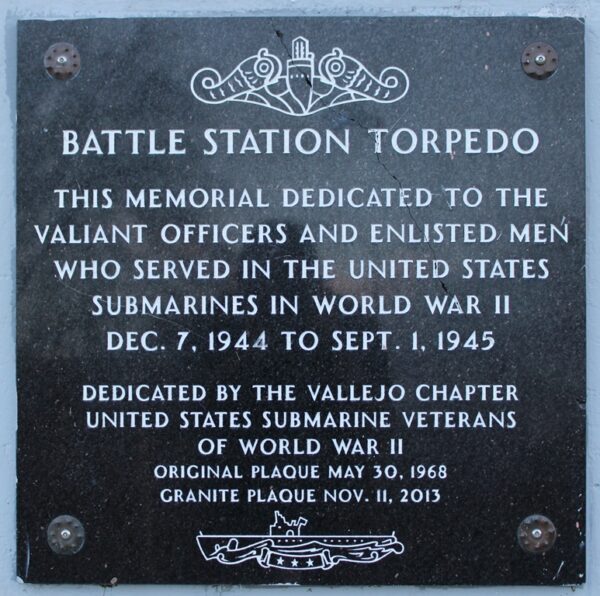 BATTLE STATION TORPEDO
THIS MEMORIAL DEDICATED TO THE
VALIANT OFFICERS AND ENLISTED MEN
WHO SERVED IN THE UNITED STATES
SUBMARINES IN WORLD WAR II
DEC. 7, 1944 TO SEPT. 1, 1945
DEDICATED BY THE VALLEJO CHAPTER
UNITED STATES SUBMARINE VETERANS
OF WORLD WAR II
ORIGINAL PLAQUE MAY 30, 1968
GRANITE PLAQUE NOV. 11, 2013